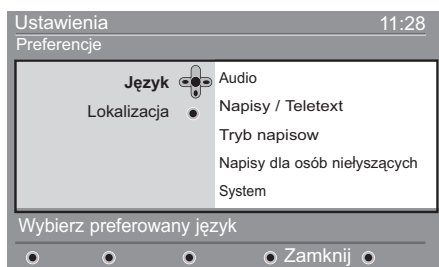 Ustawienia 11:28
Preferencje
Język
Lokalizacja
Audio
Napisy / Teletext
Tryb napisow
Napisy dla osób niełyszących
System
Wybierz preferowany język
Zamknij